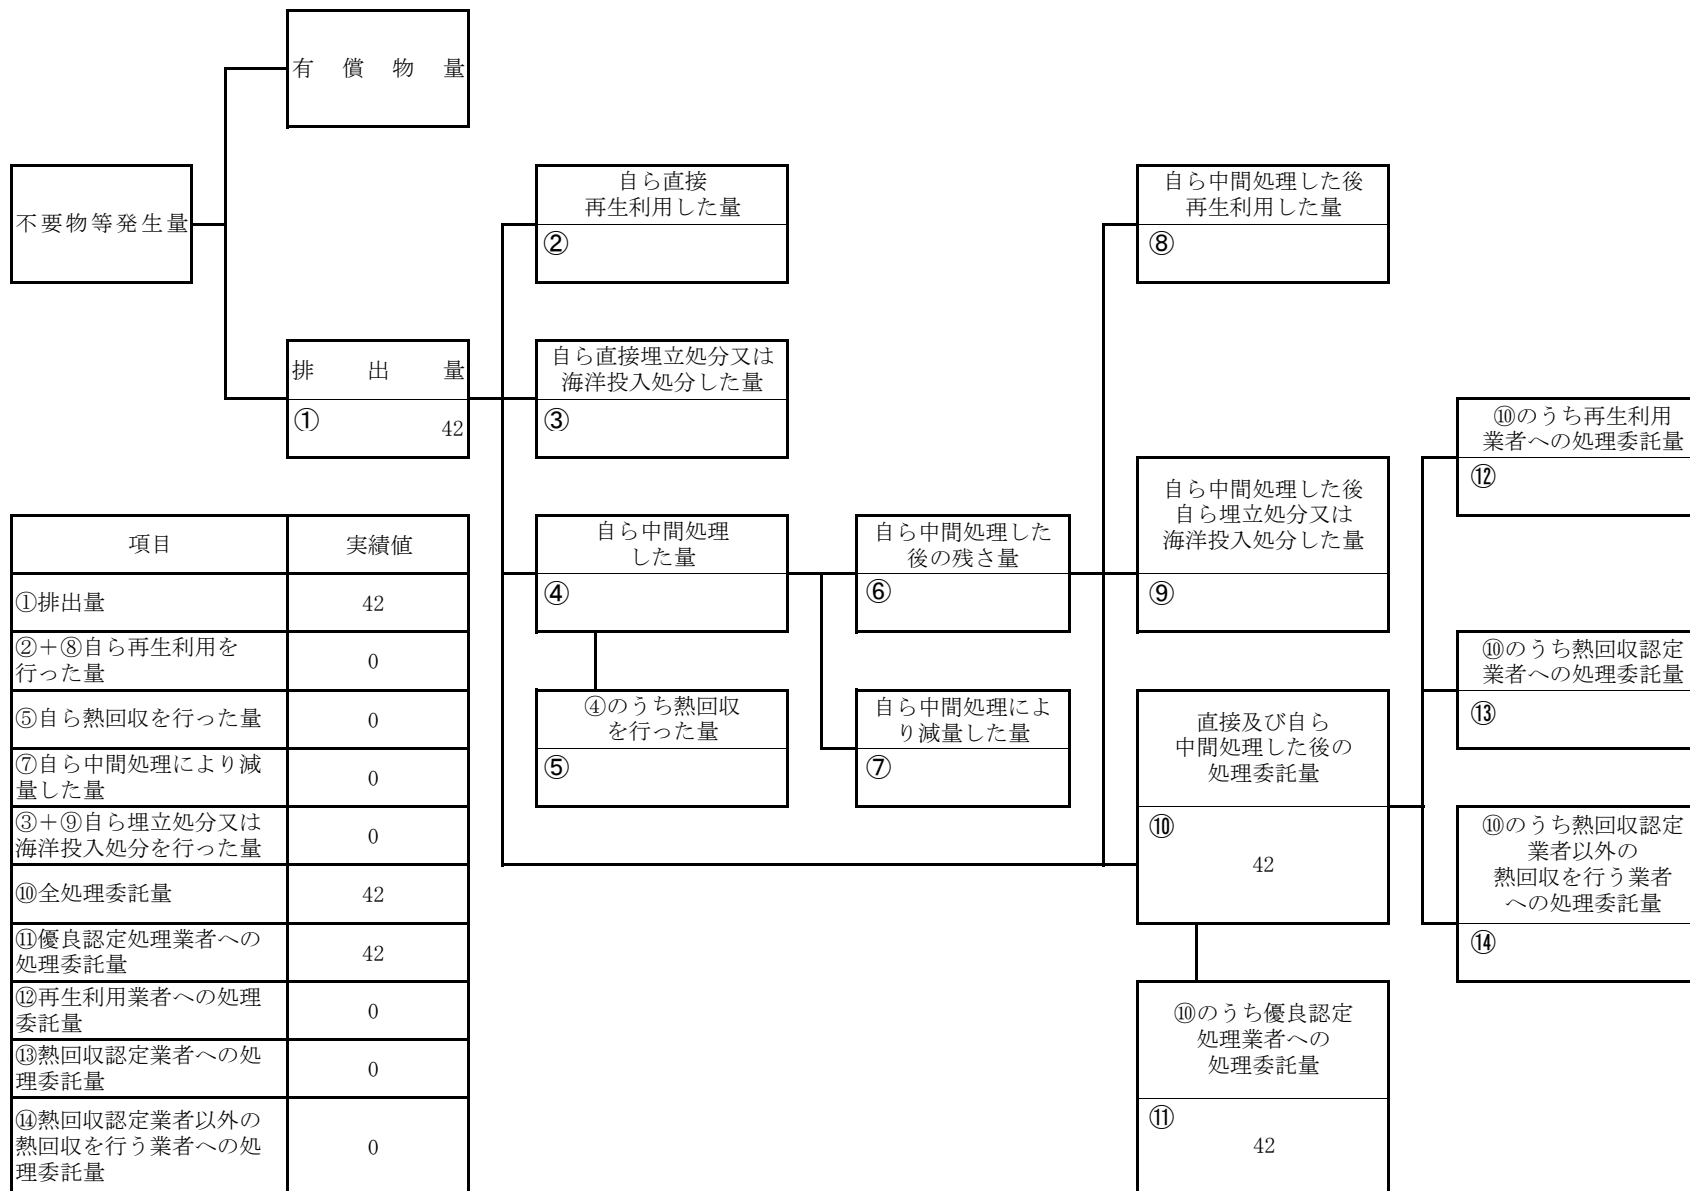 有償物量
不要物等発生量
排出量
① 42
自ら直接
再生利用した量
②
自ら直接埋立処分又は
海洋投入処分した量
③
自ら中間処理
した量
④
④のうち熱回収
を行った量
⑤
自ら中間処理した
後の残さ量
⑥
自ら中間処理によ
り減量した量
⑦
自ら中間処理した後
再生利用した量
⑧
自ら中間処理した後
自ら埋立処分又は
海洋投入処分した量
⑨
直接及び自ら
中間処理した後の
処理委託量
⑩
42
⑩のうち優良認定
処理業者への
処理委託量
⑪
42
⑩のうち再生利用
業者への処理委託量
⑫
⑩のうち熱回収認定
業者への処理委託量
⑬
⑩のうち熱回収認定
業者以外の
熱回収を行う業者
への処理委託量
⑭
項目 実績値
①排出量 42
②+⑧自ら再生利用を
行った量 0
⑤自ら熱回収を行った量 0
⑦自ら中間処理により減
量した量 0
③+⑨自ら埋立処分又は
海洋投入処分を行った量 0
⑩全処理委託量 42
⑪優良認定処理業者への
処理委託量 42
⑫再生利用業者への処理
委託量 0
⑬熱回収認定業者への処
理委託量 0
⑭熱回収認定業者以外の
熱回収を行う業者への処
理委託量 0